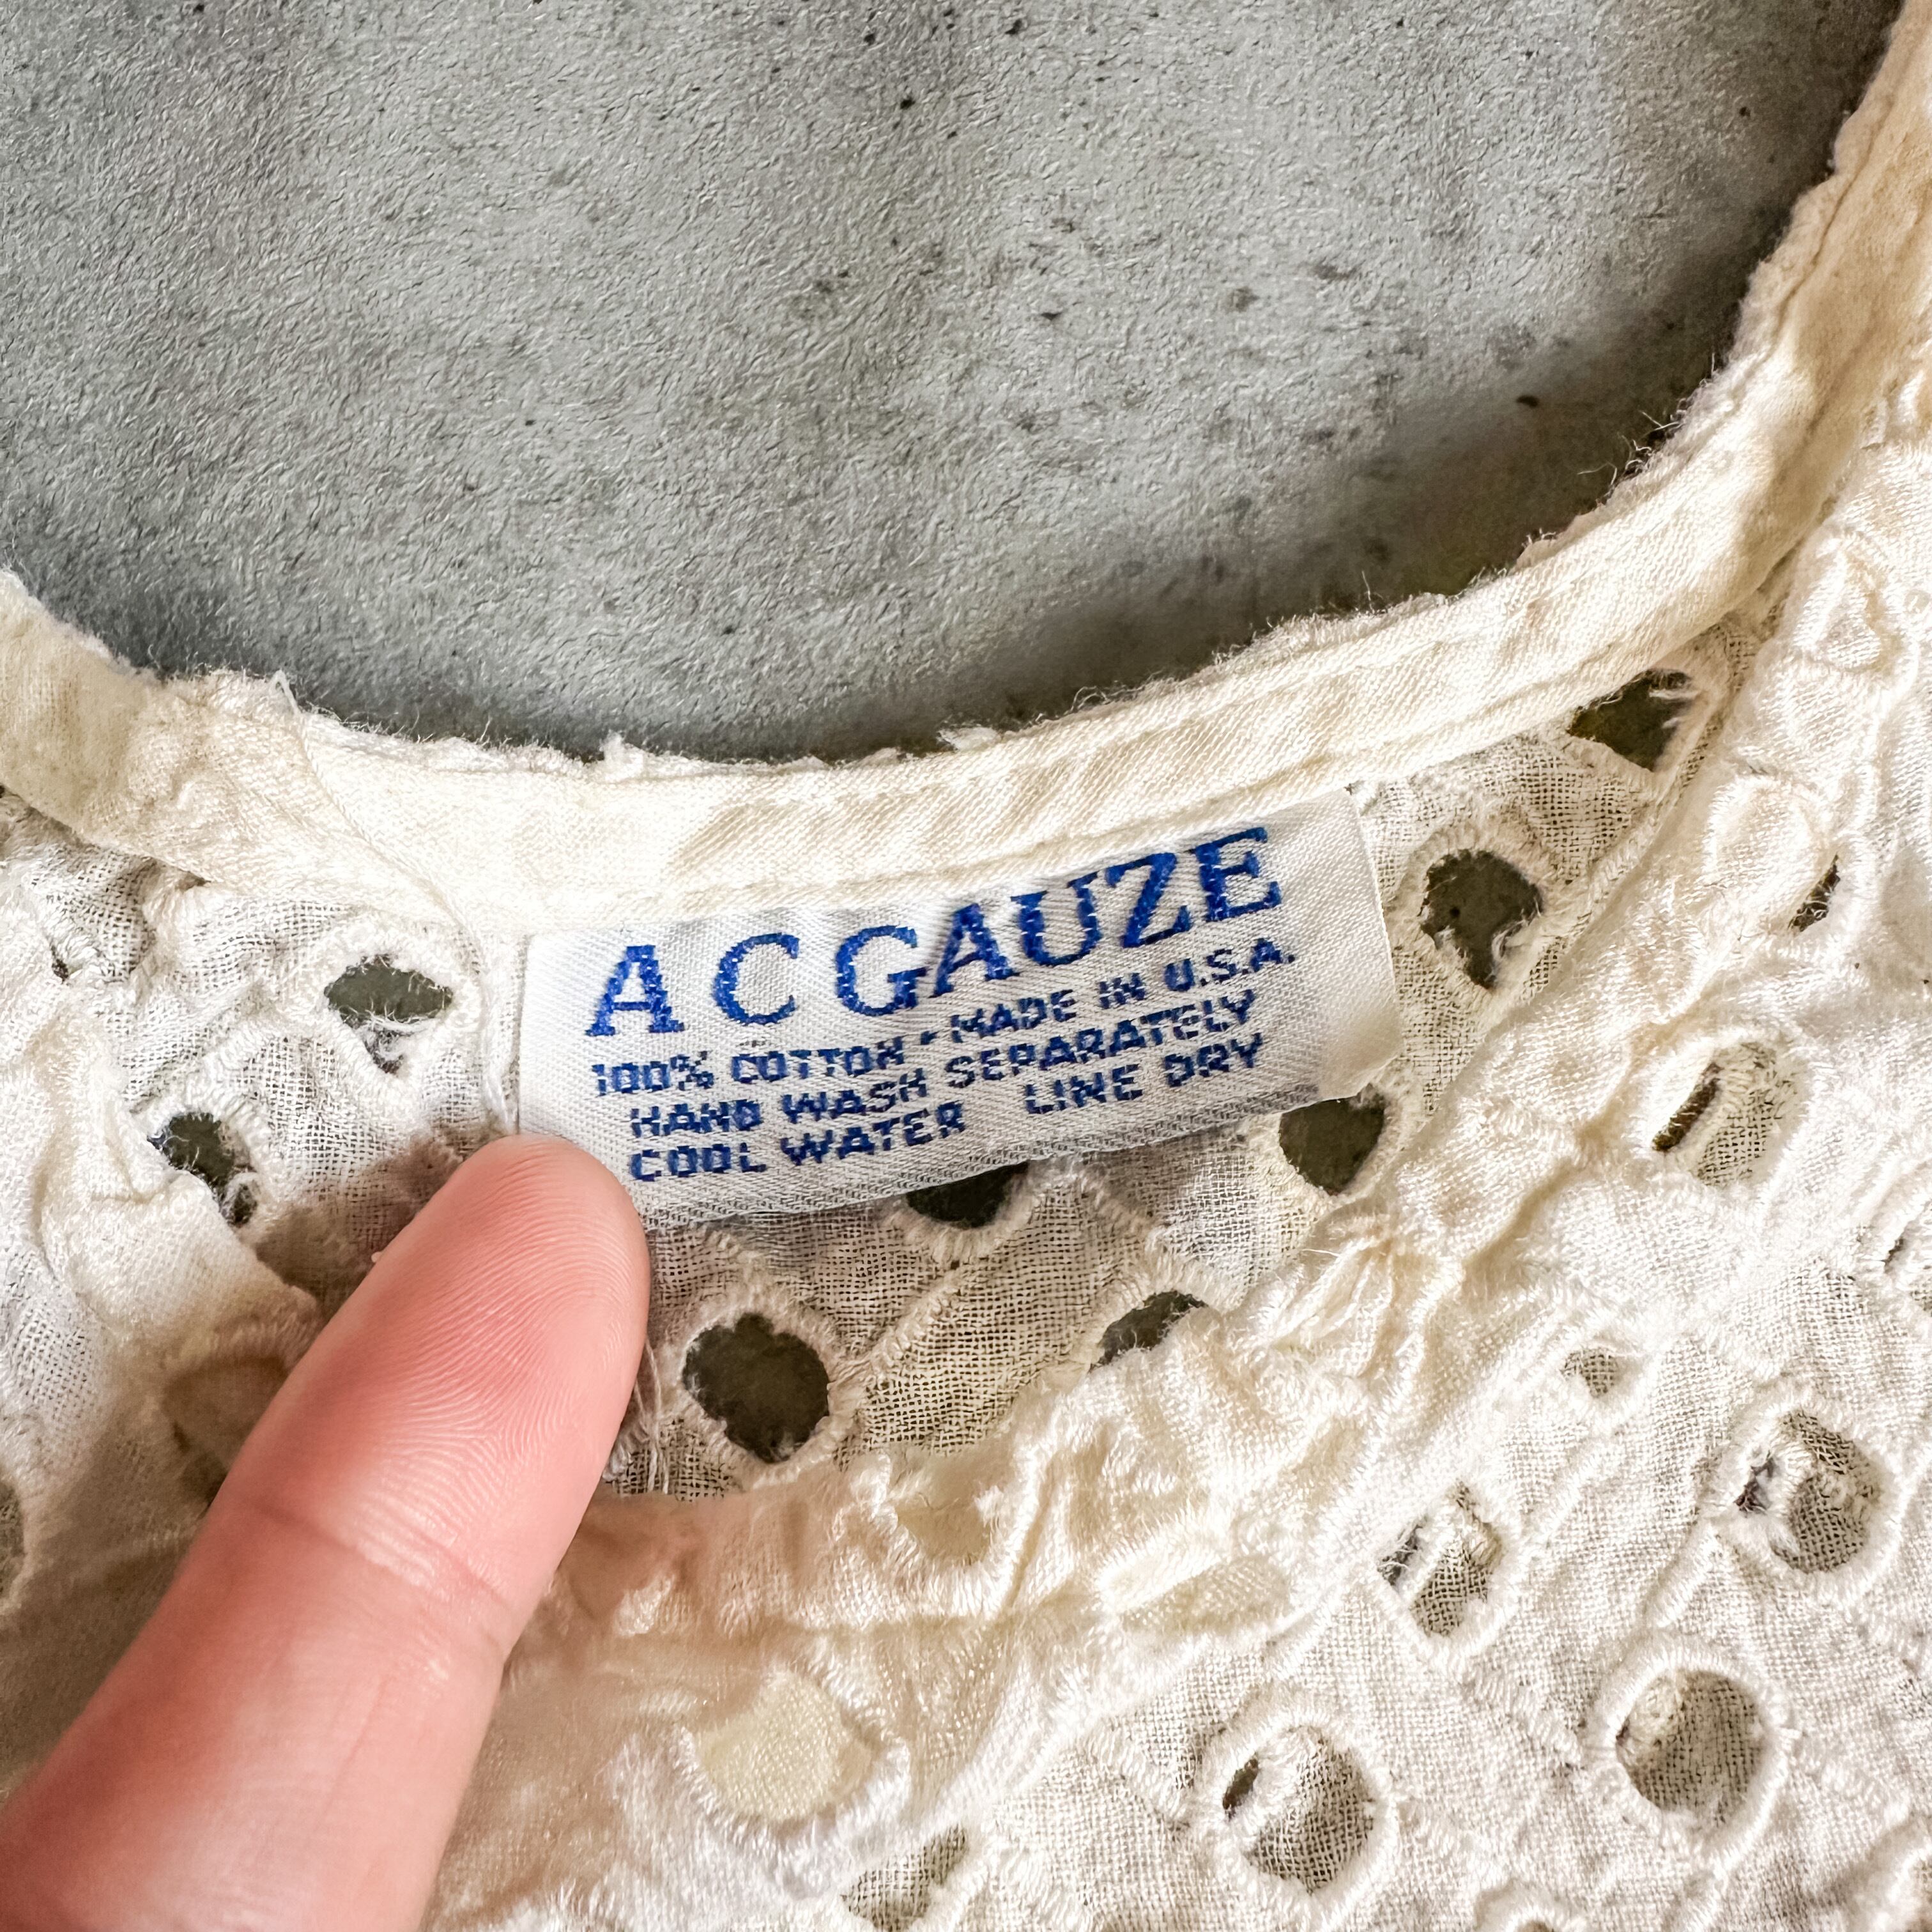 A C GAUZE
100% COTTON • MADE IN U.S.A.
HAND WASH SEPARATELY
COOL WATER LINE DRY